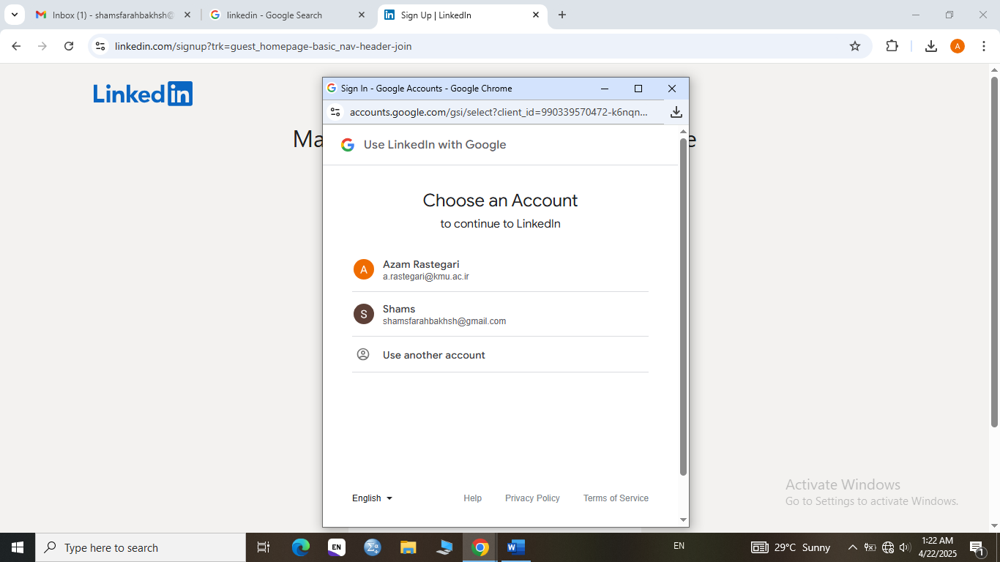 Inbox (1) - shamsfarahbakhsh@
linkedin - Google Search
Sign Up | LinkedIn
linkedin.com/signup?trk=guest_homepage-basic_nav-header-join
A
Linkedin
Ma
e
Sign In - Google Accounts - Google Chrome
accounts.google.com/gsi/select?client_id=990339570472-k6nqn...
Use LinkedIn with Google
Choose an Account
to continue to LinkedIn
A
Azam Rastegari
a.rastegari@kmu.ac.ir
S
Shams
shamsfarahbakhsh@gmail.com
Use another account
English
Help
Privacy Policy
Terms of Service
Activate Windows
Go to Settings to activate Windows.
Type here to search
EN
EN
29°C Sunny
1:22 AM
4/22/2025
1